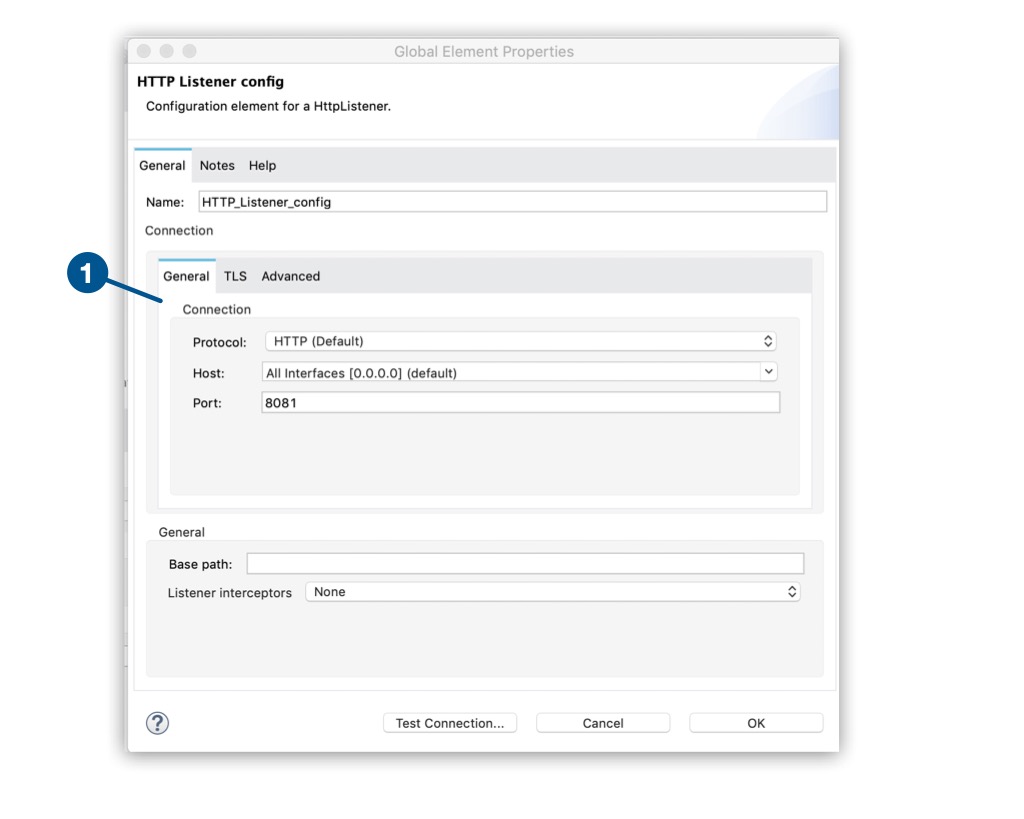 Global Element Properties
HTTP Listener config
Configuration element for a HttpListener.
General Notes Help
Name: HTTP_Listener_config
Connection
1
General TLS Advanced
Connection
Protocol: HTTP (Default)
Host: All Interfaces [0.0.0.0] (default)
Port: 8081
General
Base path:
Listener interceptors None
? Test Connection... Cancel OK